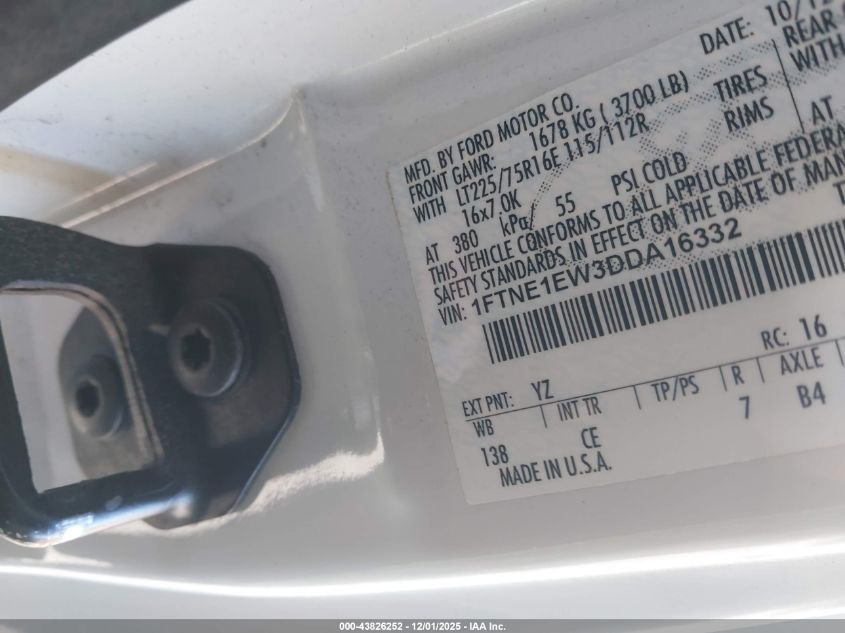 DATE: 10/12
MFD. BY FORD MOTOR CO.
FRONT GAWR: 1678 KG ( 3700 LB)
REAR
WITH LT225/75R16E 115/112R TIRES
WITH
16x7.0K RIMS
AT 380 kPa/ 55 PSI COLD
AT
THIS VEHICLE CONFORMS TO ALL APPLICABLE FEDERA
SAFETY STANDARDS IN EFFECT ON THE DATE OF MAN
VIN: 1FTNE1EW3DDA16332
EXT PNT: YZ RC: 16
WB INT TR TP/PS R AXLE
138 CE 7 B4
MADE IN U.S.A.
000-43826252 - 12/01/2025 - IAA Inc.